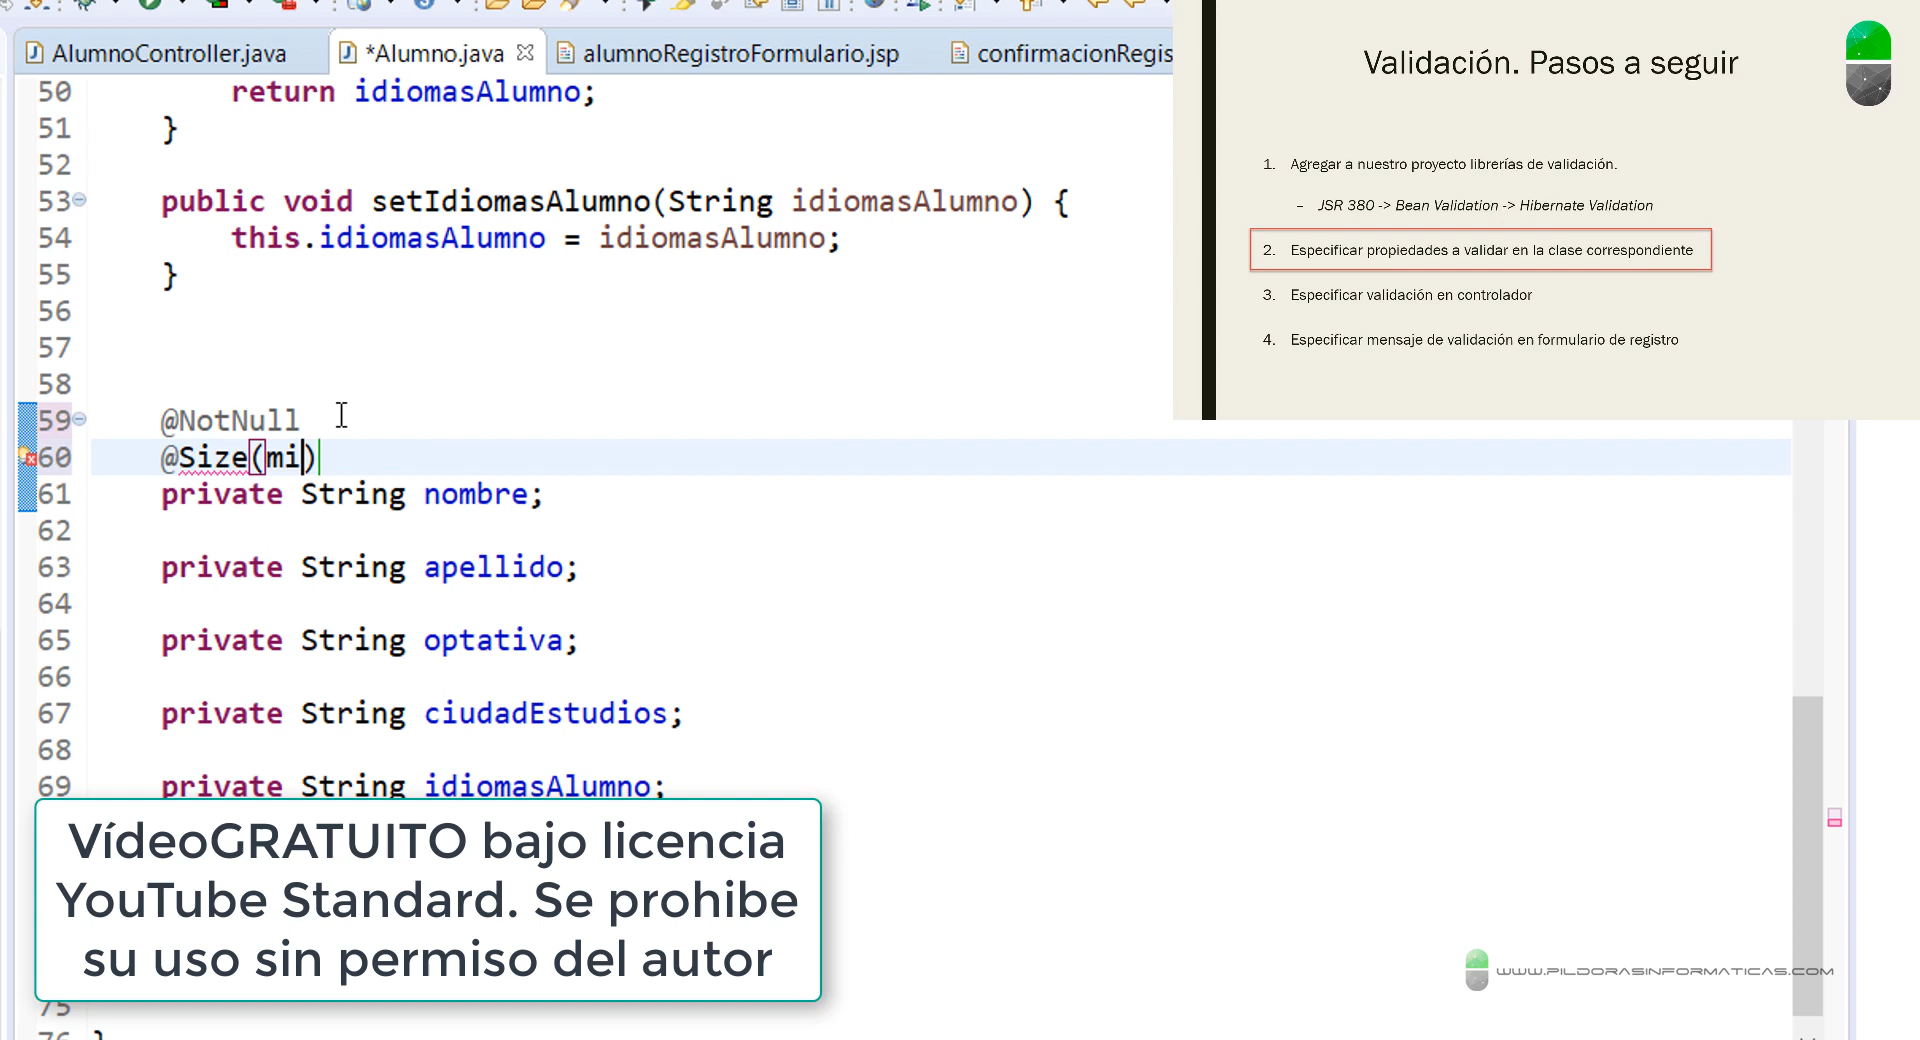 AlumnoController.java
*Alumno.java
alumnoRegistroFormulario.jsp
confirmacionRegis
50 return idiomasAlumno;
51 }
52
53 public void setIdiomasAlumno(String idiomasAlumno) {
54 this.idiomasAlumno = idiomasAlumno;
55 }
56
57
58
59 @NotNull
60 @Size(mi)
61 private String nombre;
62
63 private String apellido;
64
65 private String optativa;
66
67 private String ciudadEstudios;
68
69 private String idiomasAlumno;
75
Validación. Pasos a seguir
1. Agregar a nuestro proyecto librerías de validación.
– JSR 380 -> Bean Validation -> Hibernate Validation
2. Especificar propiedades a validar en la clase correspondiente
3. Especificar validación en controlador
4. Especificar mensaje de validación en formulario de registro
VídeoGRATUITO bajo licencia
YouTube Standard. Se prohibe
su uso sin permiso del autor
WWW.PILDORASINFORMATICAS.COM